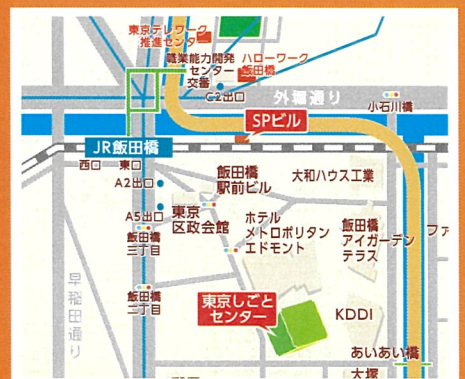 東京テレワーク
推進センター
職業能力開発
センター
ハローワーク
飯田橋
交番
C2出口
外堀通り
小石川橋
SPビル
JR飯田橋
西口
東口
A2出口
飯田橋
駅前ビル
大和ハウス工業
A5出口
東京
区政会館
飯田橋
三丁目
ホテル
メトロポリタン
エドモント
飯田橋
アイガーデン
テラス
ファ
早稲田通り
飯田橋
二丁目
東京しごと
センター
KDDI
あいあい橋
大塚